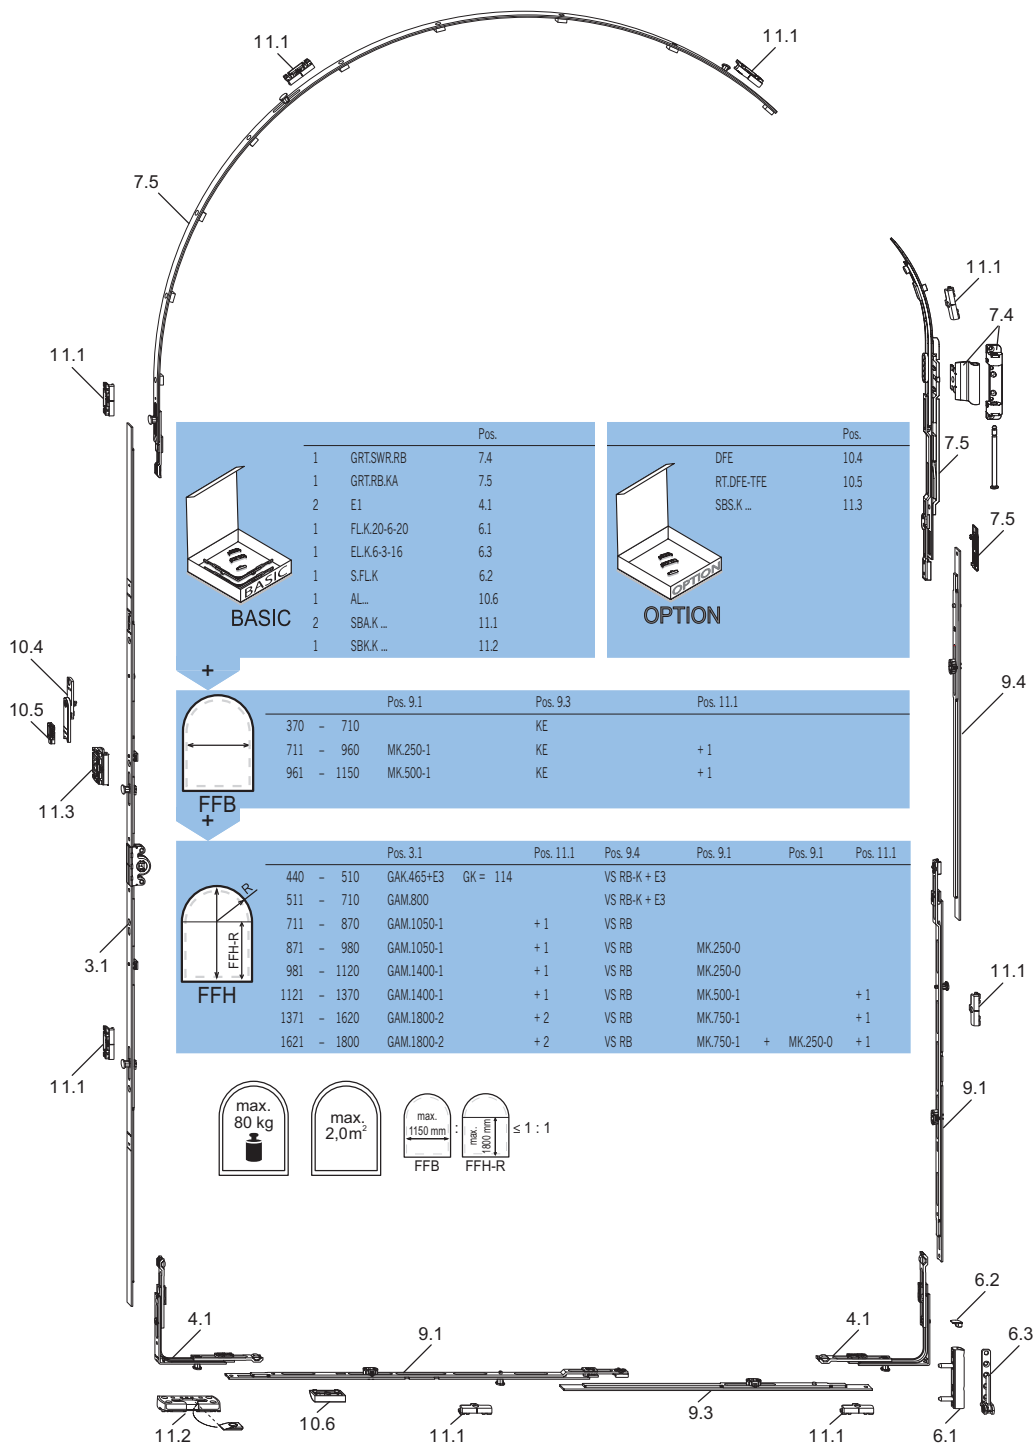 11.1
11.1
7.5
11.1
7.4
11.1
7.5
7.5
Pos.
1 GRT.SWR.RB 7.4
1 GRT.RB.KA 7.5
2 E1 4.1
1 FL.K.20-6-20 6.1
1 EL.K.6-3-16 6.3
1 S.FL.K 6.2
1 AL... 10.6
2 SBA.K ... 11.1
1 SBK.K ... 11.2
BASIC
BASIC
Pos.
DFE 10.4
RT.DFE-TFE 10.5
SBS.K ... 11.3
OPTION
OPTION
+
10.4
10.5
11.3
9.4
Pos. 9.1 Pos. 9.3 Pos. 11.1
370 – 710 KE
711 – 960 MK.250-1 KE + 1
961 – 1150 MK.500-1 KE + 1
FFB
+
Pos. 3.1 Pos. 11.1 Pos. 9.4 Pos. 9.1 Pos. 9.1 Pos. 11.1
440 – 510 GAK.465+E3 GK = 114 VS RB-K + E3
511 – 710 GAM.800 VS RB-K + E3
711 – 870 GAM.1050-1 + 1 VS RB
871 – 980 GAM.1050-1 + 1 VS RB MK.250-0
981 – 1120 GAM.1400-1 + 1 VS RB MK.250-0
1121 – 1370 GAM.1400-1 + 1 VS RB MK.500-1 + 1
1371 – 1620 GAM.1800-2 + 2 VS RB MK.750-1 + 1
1621 – 1800 GAM.1800-2 + 2 VS RB MK.750-1 + MK.250-0 + 1
R
FFH-R
FFH
3.1
11.1
11.1
9.1
max.
80 kg
max.
2,0m²
max.
1150 mm
FFB
:
max.
1800 mm
FFH-R
≤ 1 : 1
4.1
9.1
4.1
6.2
6.3
11.2
10.6
11.1
9.3
11.1
6.1